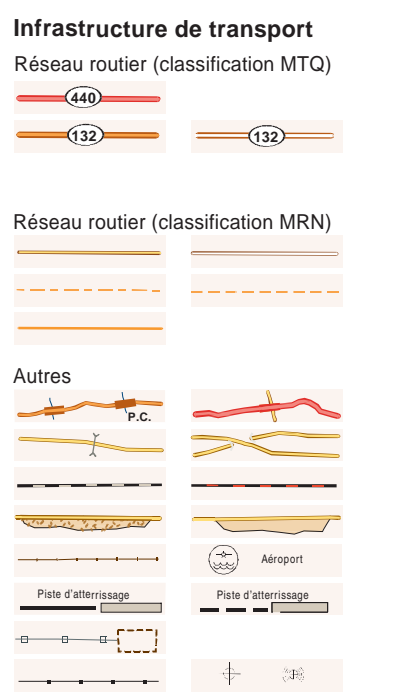 Infrastructure de transport
Réseau routier (classification MTQ)
440
132 132
Réseau routier (classification MRN)
Autres
P.C.
Aéroport
Piste d'atterrissage Piste d'atterrissage